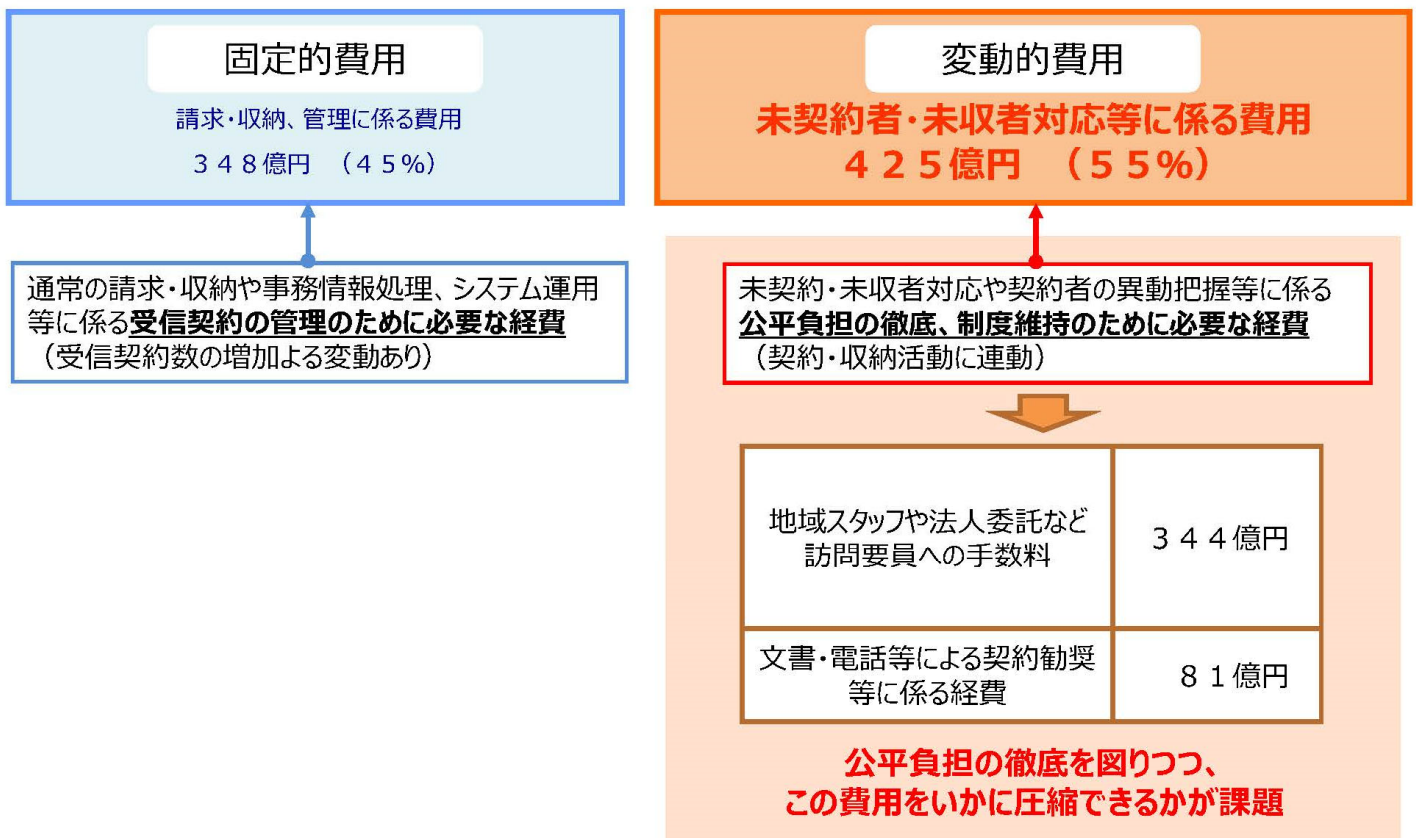 固定的費用
請求・収納、管理に係る費用
３４８億円　（４５％）
通常の請求・収納や事務情報処理、システム運用
等に係る受信契約の管理のために必要な経費
（受信契約数の増加よる変動あり）
変動的費用
未契約者・未収者対応等に係る費用
４２５億円　（５５％）
未契約・未収者対応や契約者の異動把握等に係る
公平負担の徹底、制度維持のために必要な経費
（契約・収納活動に連動）
地域スタッフや法人委託など
訪問要員への手数料
３４４億円
文書・電話等による契約勧奨
等に係る経費
８１億円
公平負担の徹底を図りつつ、
この費用をいかに圧縮できるかが課題